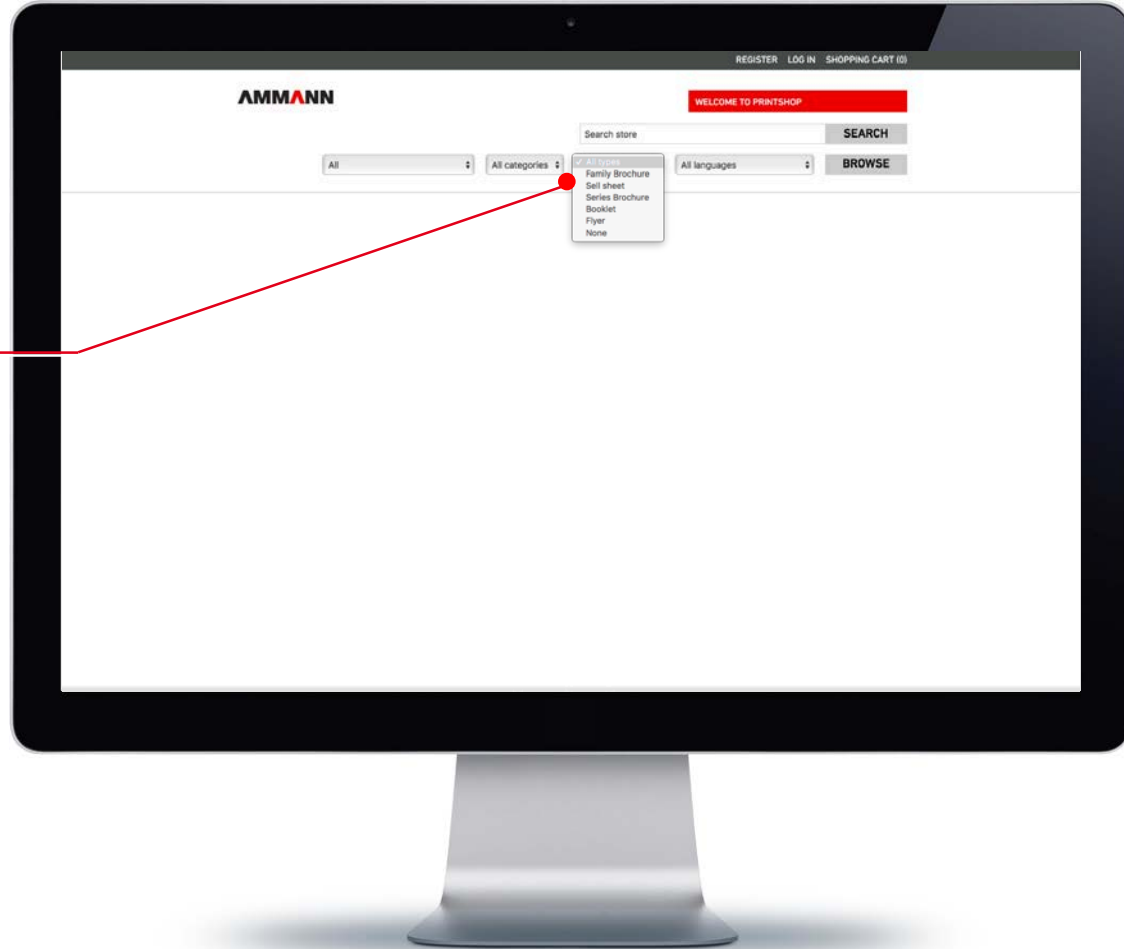 REGISTER LOG IN SHOPPING CART (0)
AMMANN
WELCOME TO PRINTSHOP
Search store
SEARCH
All
All categories
✓ All types
All languages
BROWSE
Family Brochure
Sell sheet
Series Brochure
Booklet
Flyer
None